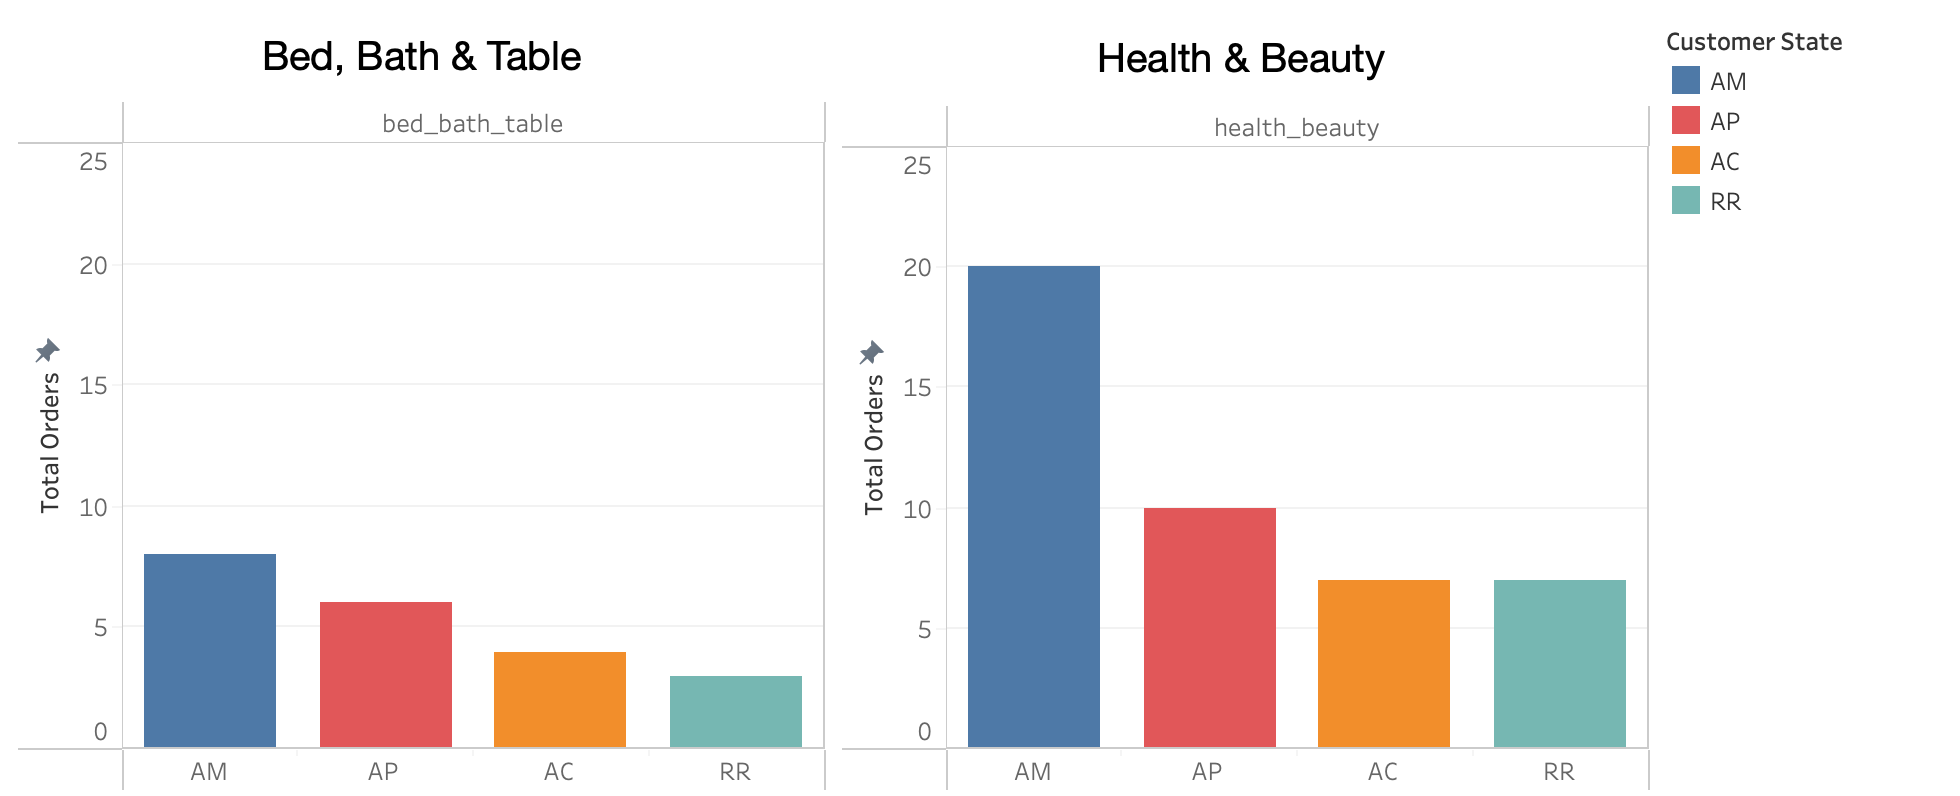 Bed, Bath & Table
bed_bath_table
25
20
15
10
5
0
Total Orders
AM
AP
AC
RR
Health & Beauty
health_beauty
25
20
15
10
5
0
Total Orders
AM
AP
AC
RR
Customer State
AM
AP
AC
RR